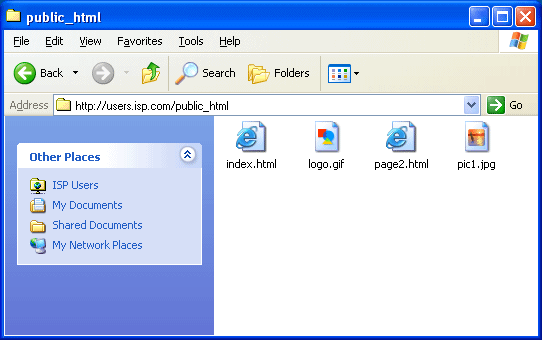 public_html
File Edit View Favorites Tools Help
Back Search Folders
Address http://users.isp.com/public_html Go
Other Places
ISP Users
My Documents
Shared Documents
My Network Places
index.html logo.gif page2.html pic1.jpg